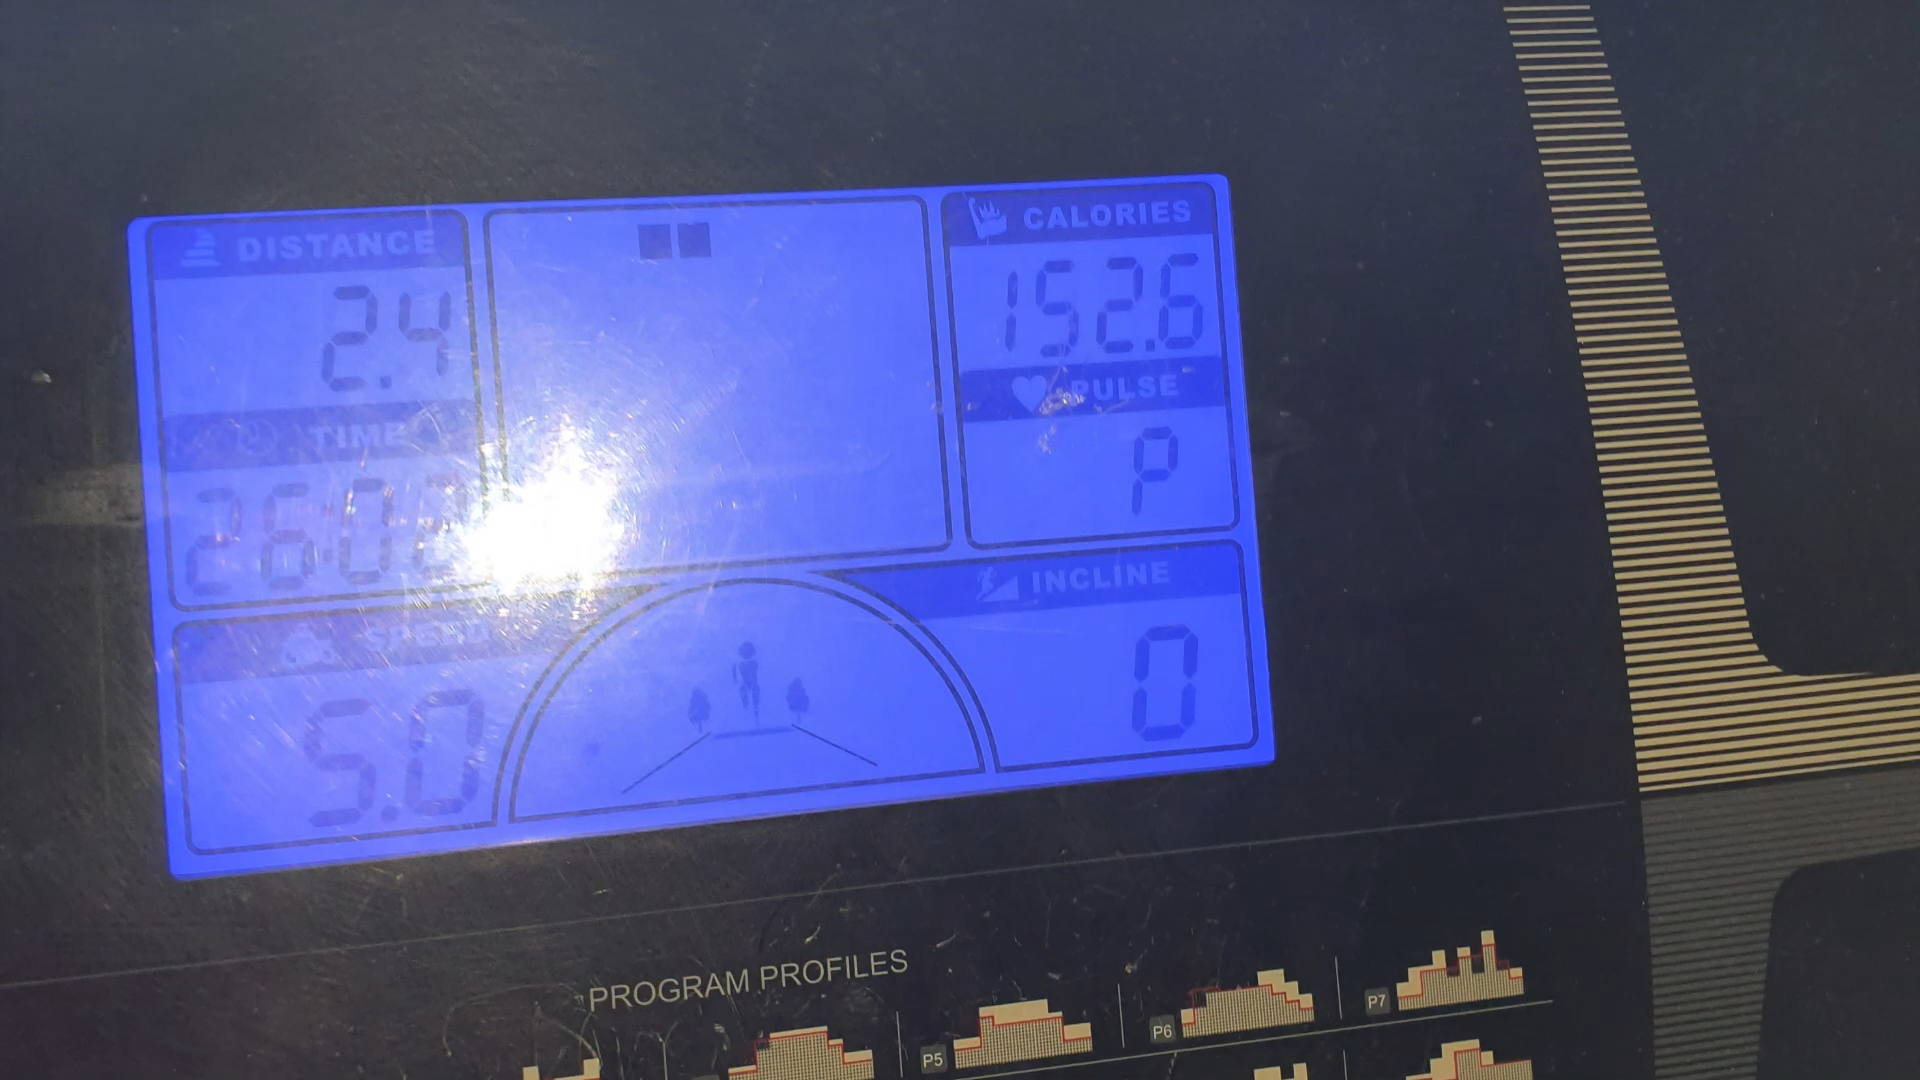 DISTANCE
2.4
TIME
26:02
SPEED
5.0
CALORIES
152.6
PULSE
P
INCLINE
0
PROGRAM PROFILES
P5
P6
P7